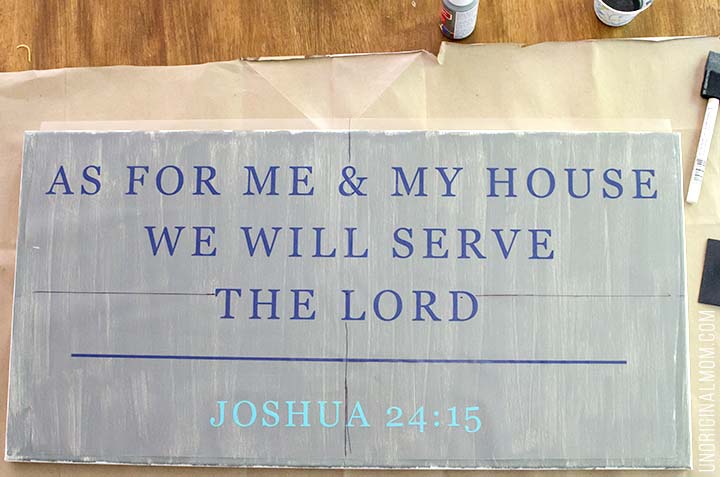 AS FOR ME & MY HOUSE
WE WILL SERVE
THE LORD
JOSHUA 24:15
UNORIGINALMOM.COM